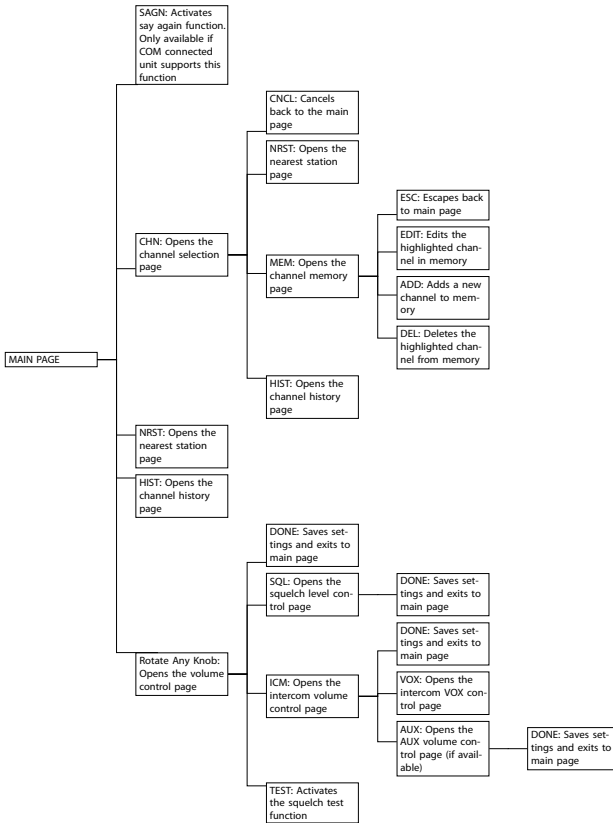 SAGN: Activates
say again function.
Only available if
COM connected
unit supports this
function
CNCL: Cancels
back to the main
page
NRST: Opens the
nearest station
page
ESC: Escapes back
to main page
EDIT: Edits the
highlighted chan-
nel in memory
CHN: Opens the
channel selection
page
MEM: Opens the
channel memory
page
ADD: Adds a new
channel to mem-
ory
DEL: Deletes the
highlighted chan-
nel from memory
MAIN PAGE
HIST: Opens the
channel history
page
NRST: Opens the
nearest station
page
HIST: Opens the
channel history
page
DONE: Saves set-
tings and exits to
main page
SQL: Opens the
squelch level con-
trol page
DONE: Saves set-
tings and exits to
main page
Rotate Any Knob:
Opens the volume
control page
ICM: Opens the
intercom volume
control page
DONE: Saves set-
tings and exits to
main page
VOX: Opens the
intercom VOX con-
trol page
AUX: Opens the
AUX volume con-
trol page (if avail-
able)
DONE: Saves set-
tings and exits to
main page
TEST: Activates
the squelch test
function